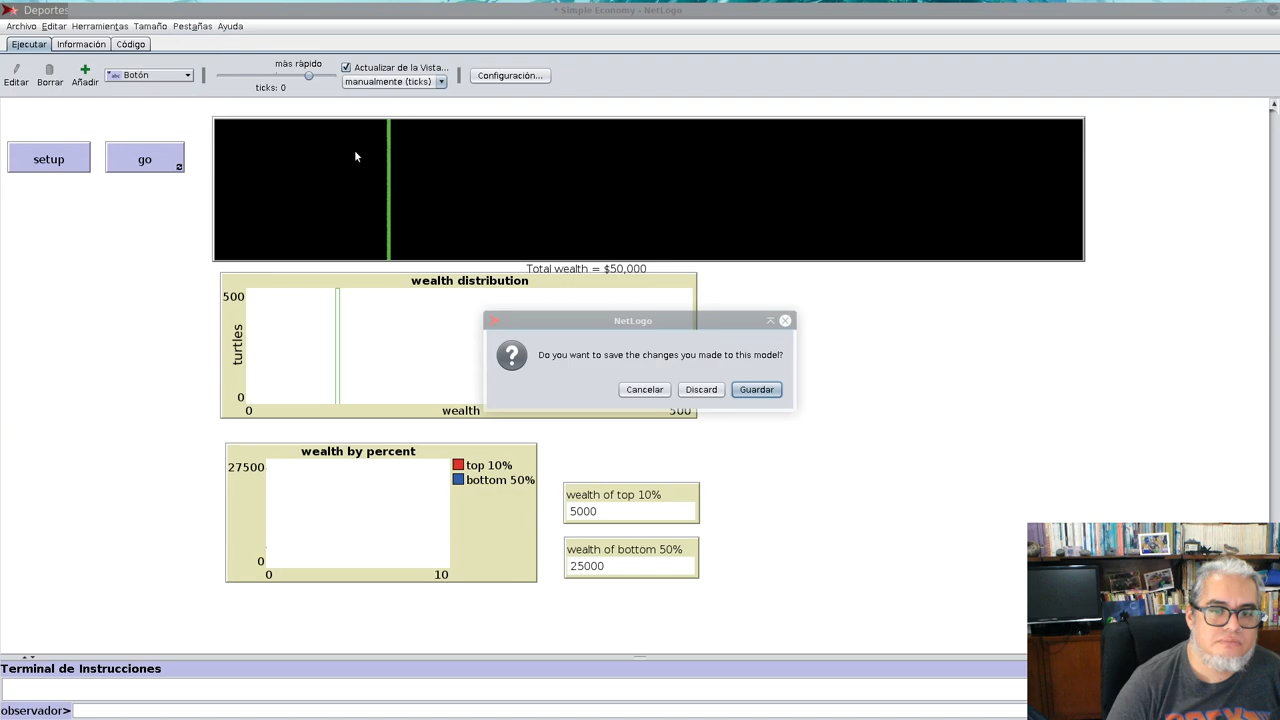 Deportes
* Simple Economy - NetLogo
Archivo Editar Herramientas Tamaño Pestañas Ayuda
Ejecutar Información Código
Editar Borrar Añadir
abc Botón
más rápido
ticks: 0
Actualizar de la Vista...
manualmente (ticks)
Configuración...
setup go
Total wealth = $50,000
wealth distribution
500
turtles
0
0 wealth 500
NetLogo
Do you want to save the changes you made to this model?
Cancelar Discard Guardar
wealth by percent
27500
0
0 10
top 10%
bottom 50%
wealth of top 10%
5000
wealth of bottom 50%
25000
Terminal de Instrucciones
observador>